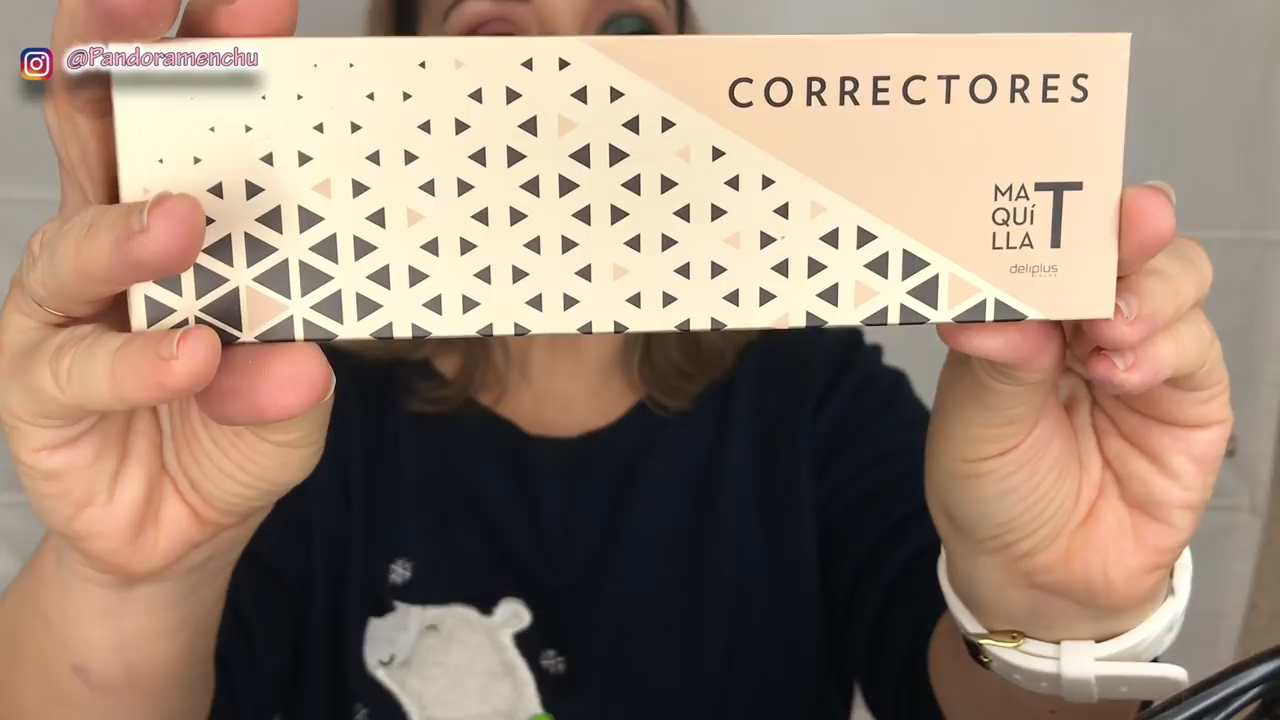 @Pandoramenchu
CORRECTORES
MA
QUÍ
LLA
T
deliplus